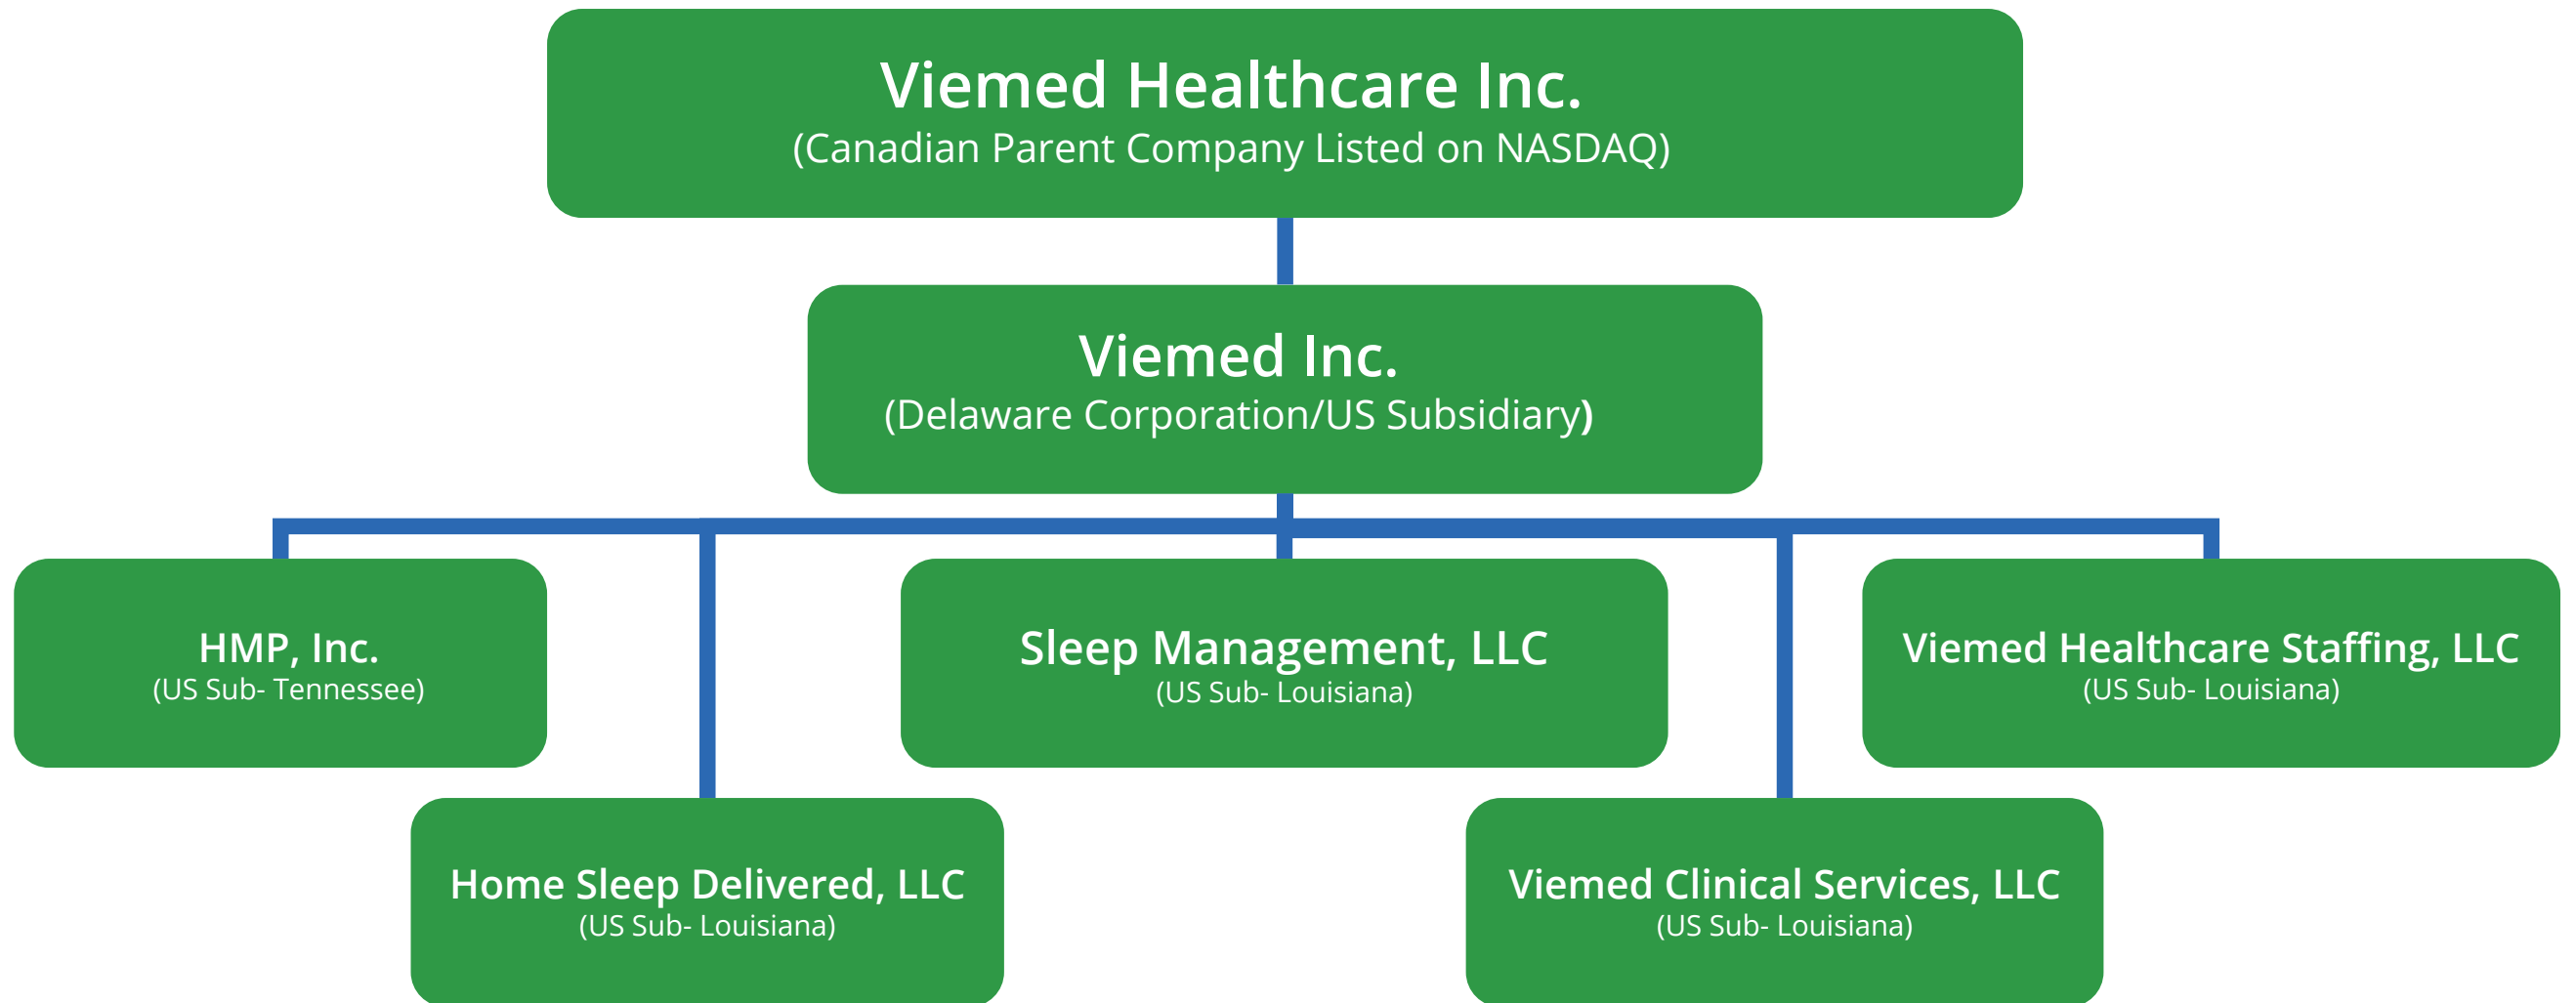 Viemed Healthcare Inc.
(Canadian Parent Company Listed on NASDAQ)
Viemed Inc.
(Delaware Corporation/US Subsidiary)
HMP, Inc.
(US Sub- Tennessee)
Sleep Management, LLC
(US Sub- Louisiana)
Viemed Healthcare Staffing, LLC
(US Sub- Louisiana)
Home Sleep Delivered, LLC
(US Sub- Louisiana)
Viemed Clinical Services, LLC
(US Sub- Louisiana)